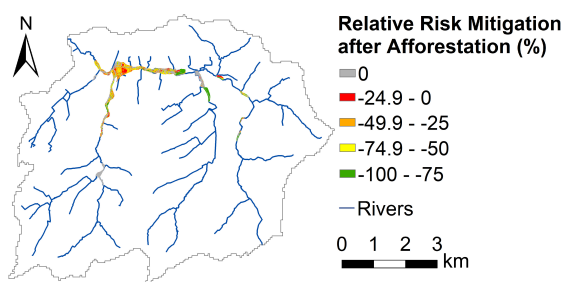 N
Relative Risk Mitigation
after Afforestation (%)
0
-24.9 - 0
-49.9 - -25
-74.9 - -50
-100 - -75
Rivers
0 1 2 3
km